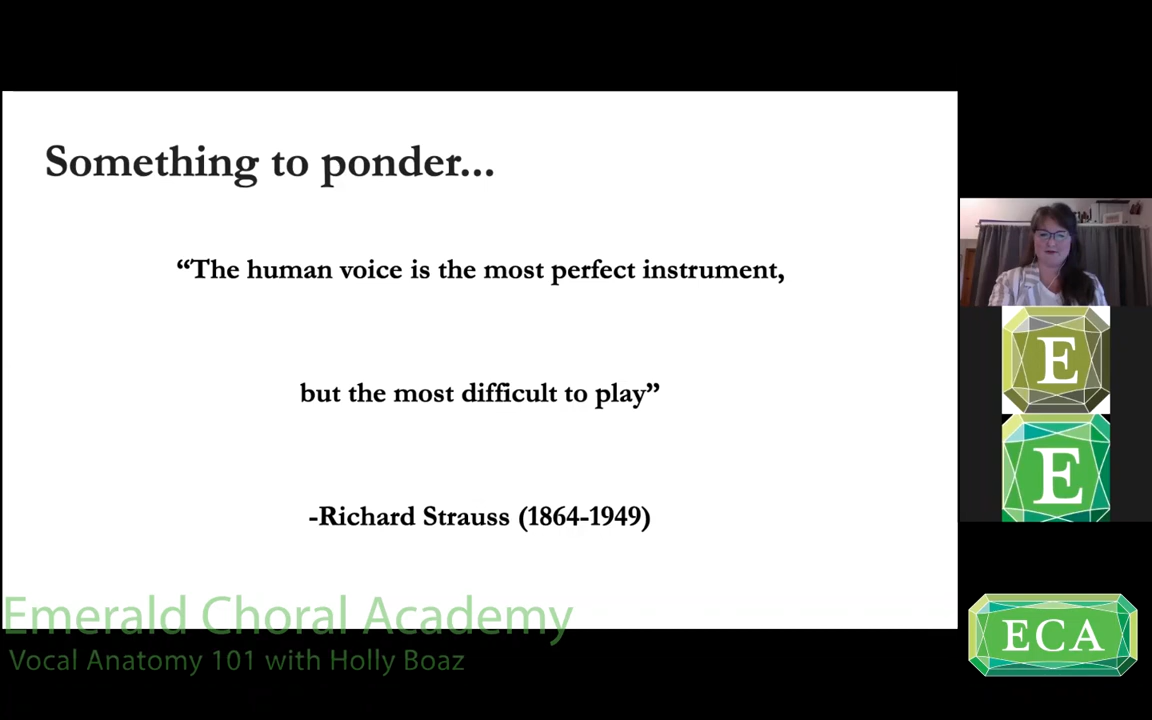 Something to ponder...
“The human voice is the most perfect instrument,
but the most difficult to play”
-Richard Strauss (1864-1949)
E
E
Emerald Choral Academy
Vocal Anatomy 101 with Holly Boaz
ECA